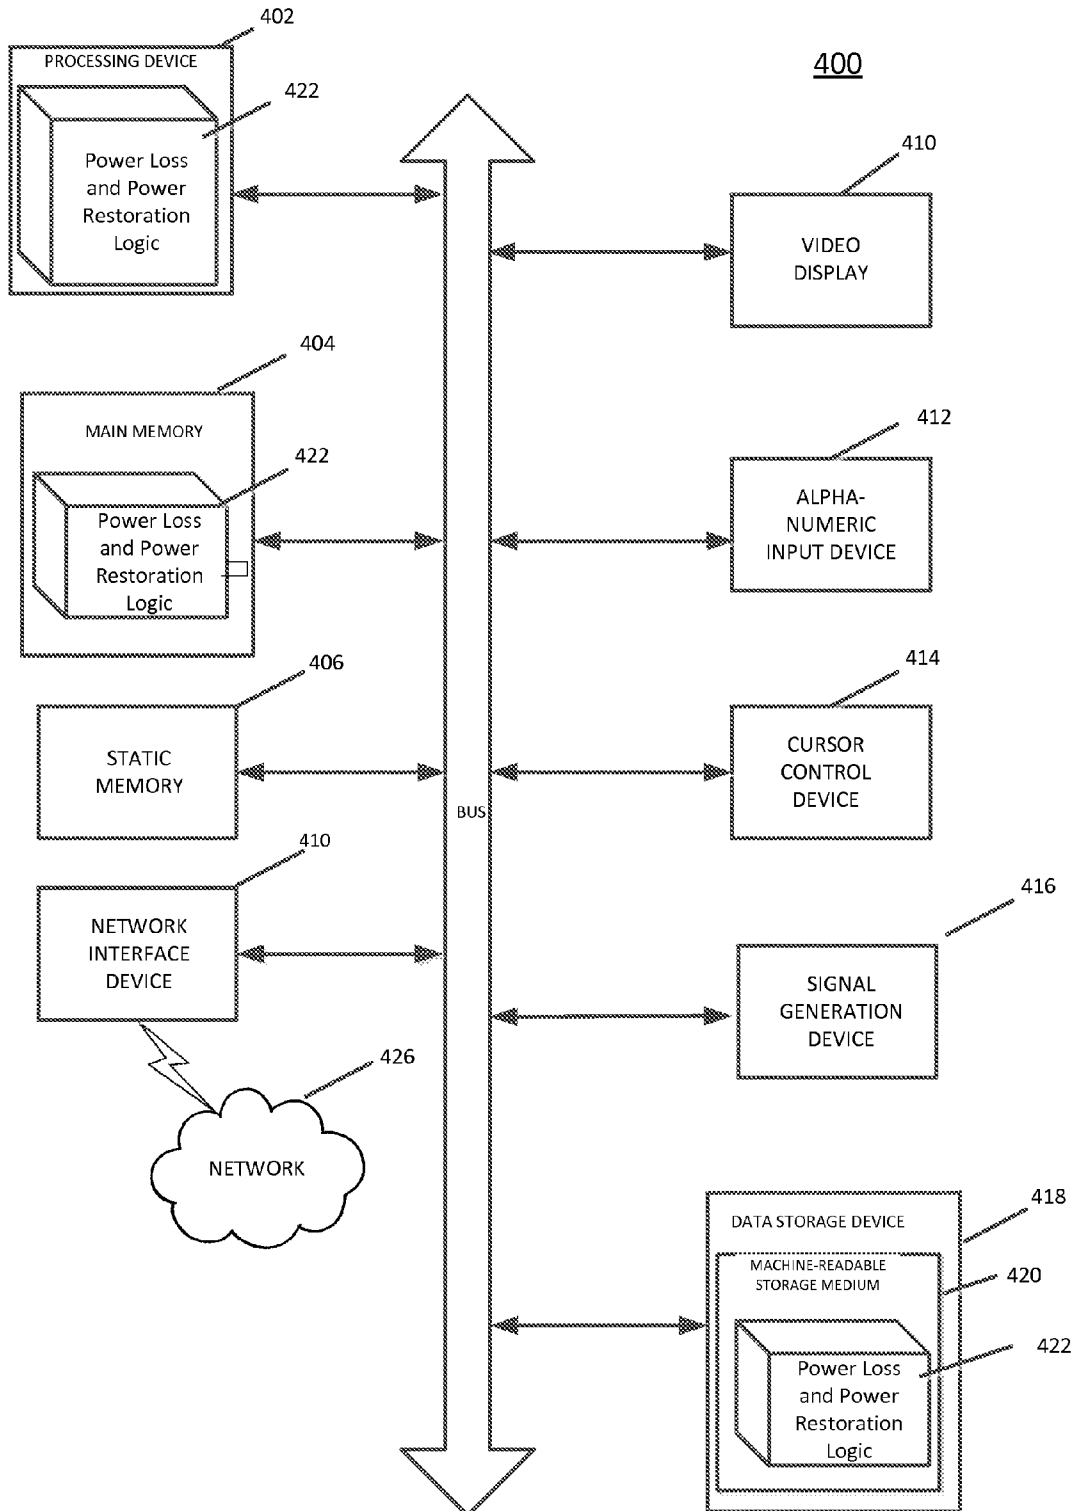 402
PROCESSING DEVICE
422
Power Loss
and Power
Restoration
Logic
400
410
VIDEO
DISPLAY
404
MAIN MEMORY
422
Power Loss
and Power
Restoration
Logic
412
ALPHA-
NUMERIC
INPUT DEVICE
406
STATIC
MEMORY
414
CURSOR
CONTROL
DEVICE
BUS
410
NETWORK
INTERFACE
DEVICE
416
SIGNAL
GENERATION
DEVICE
426
NETWORK
418
DATA STORAGE DEVICE
MACHINE-READABLE
STORAGE MEDIUM
420
422
Power Loss
and Power
Restoration
Logic